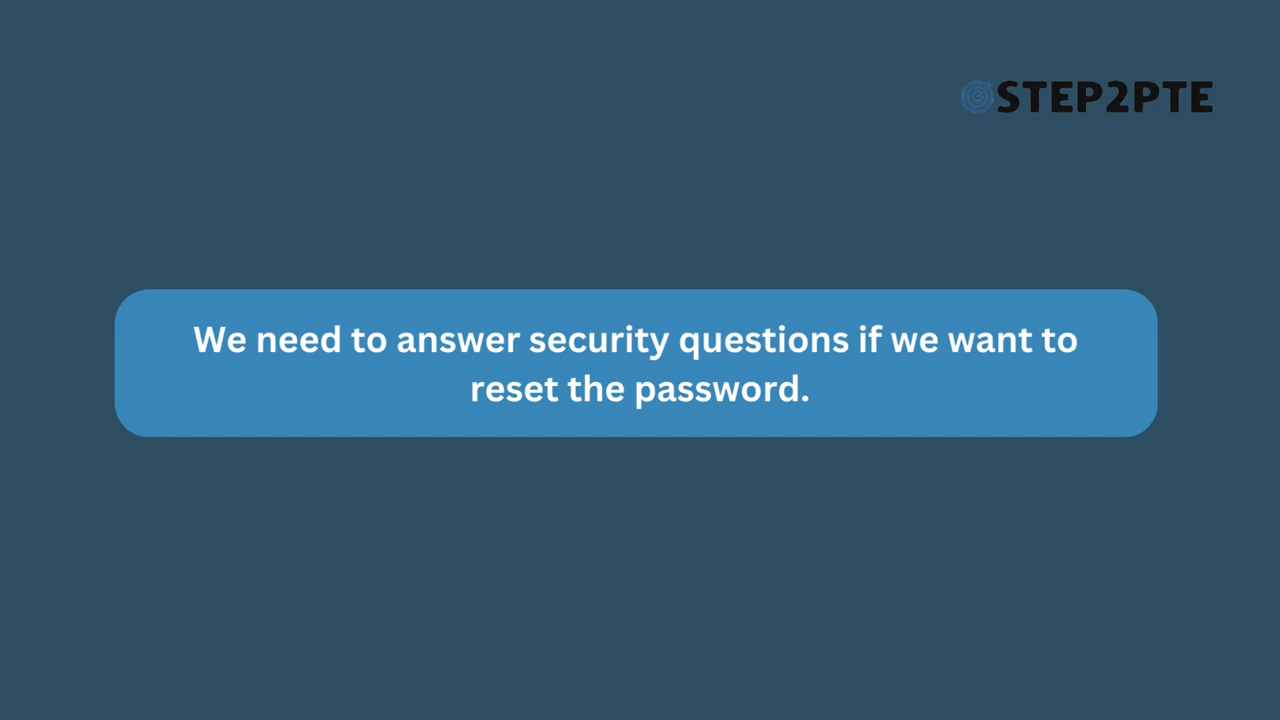 STEP2PTE
We need to answer security questions if we want to
reset the password.